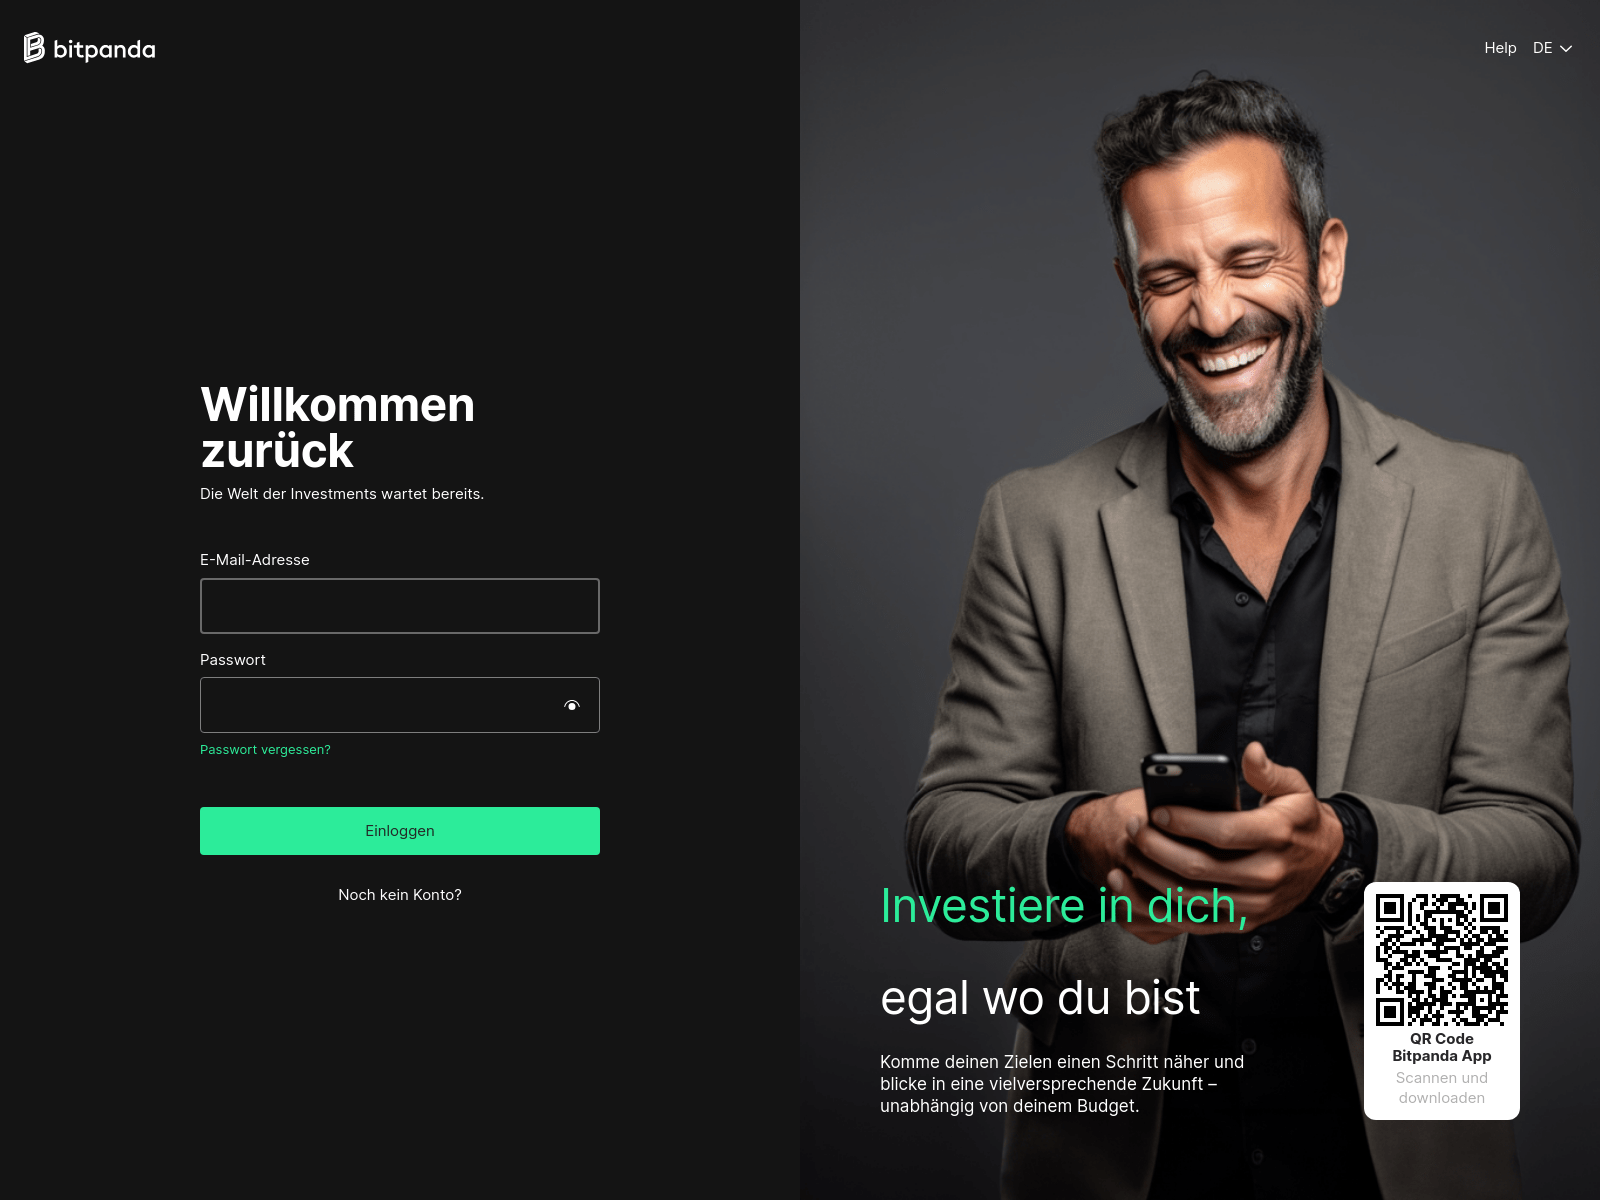 bitpanda
Help
DE
Willkommen
zurück
Die Welt der Investments wartet bereits.
E-Mail-Adresse
Passwort
Passwort vergessen?
Einloggen
Noch kein Konto?
Investiere in dich,
egal wo du bist
Komme deinen Zielen einen Schritt näher und
blicke in eine vielversprechende Zukunft –
unabhängig von deinem Budget.
QR Code
Bitpanda App
Scannen und
downloaden